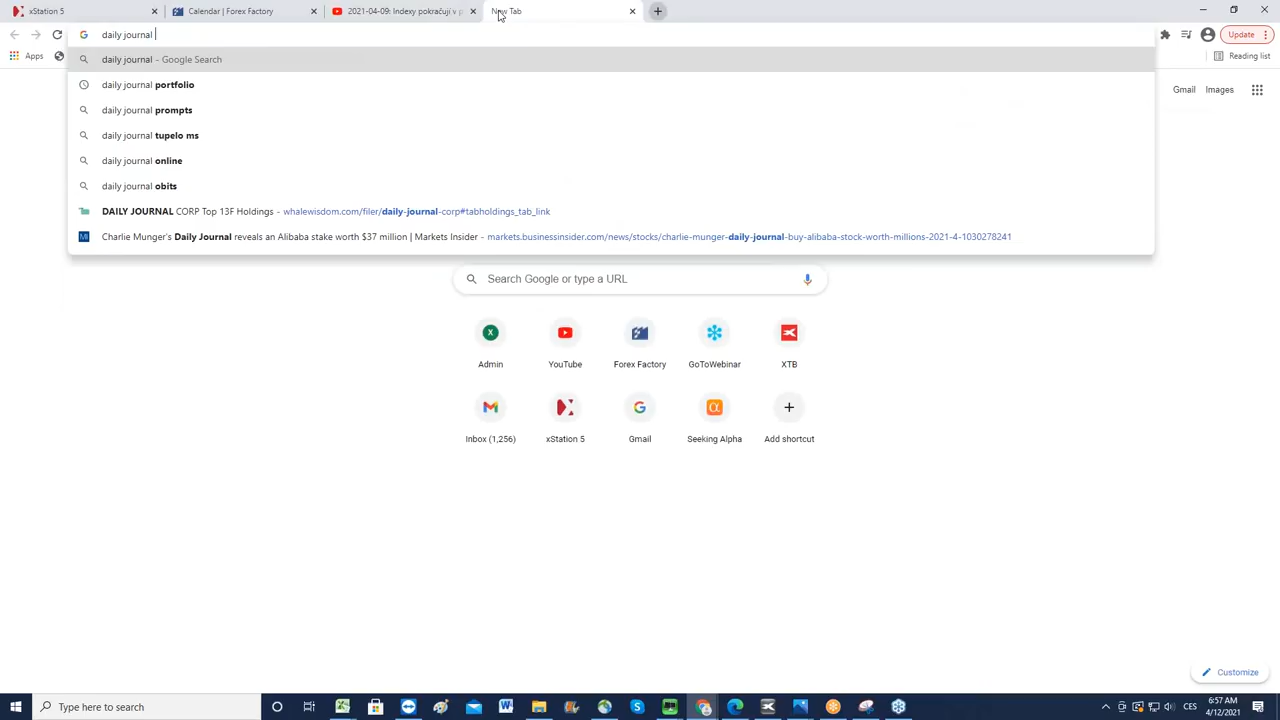 xStation 5
Calendar | Forex Factory
2021-04-09: Indexy pokračují v p
New Tab
daily journal
Update
Apps
Reading list
daily journal - Google Search
daily journal portfolio
daily journal prompts
daily journal tupelo ms
daily journal online
daily journal obits
DAILY JOURNAL CORP Top 13F Holdings - whalewisdom.com/filer/daily-journal-corp#tabholdings_tab_link
Charlie Munger's Daily Journal reveals an Alibaba stake worth $37 million | Markets Insider - markets.businessinsider.com/news/stocks/charlie-munger-daily-journal-buy-alibaba-stock-worth-millions-2021-4-1030278241
Gmail Images
Search Google or type a URL
Admin YouTube Forex Factory GoToWebinar XTB
Inbox (1,256) xStation 5 Gmail Seeking Alpha Add shortcut
Customize
Type here to search
CES
6:57 AM
4/12/2021